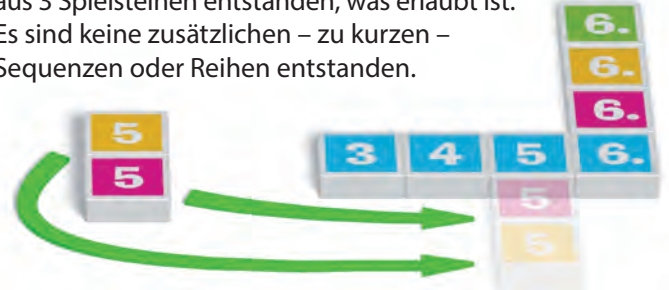 aus 3 Spielsteinen entstanden, was erlaubt ist.
Es sind keine zusätzlichen – zu kurzen –
Sequenzen oder Reihen entstanden.
6.
6.
5
6.
3 4 5 6.
5
5
5